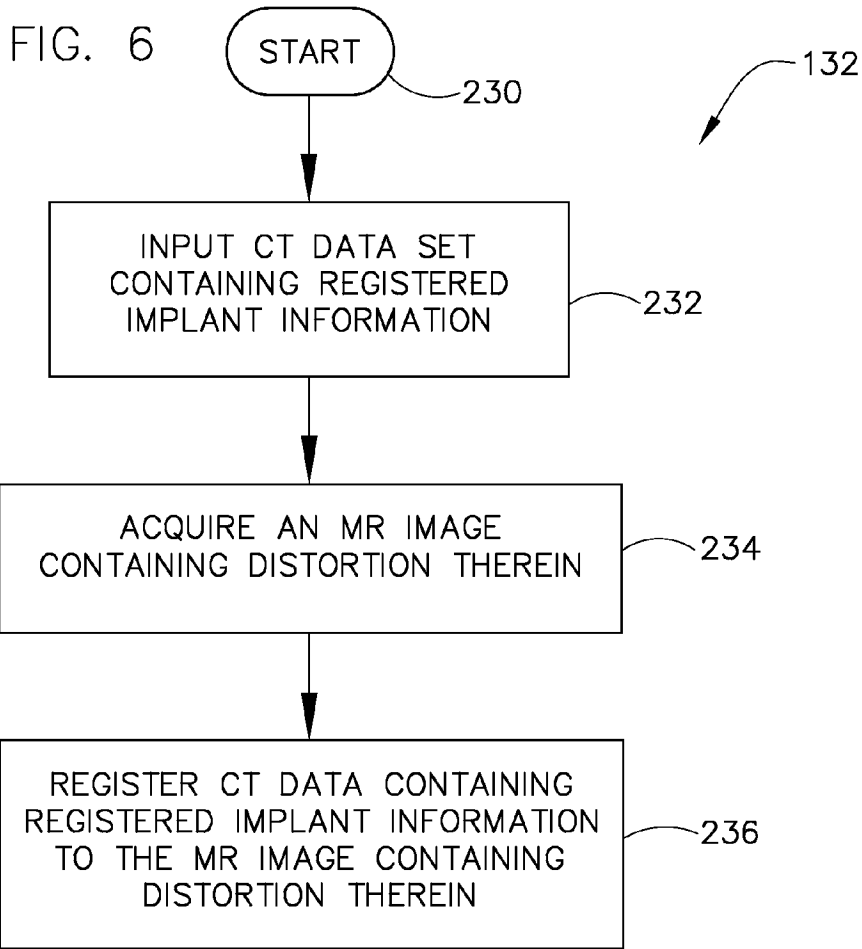 FIG. 6
START
230
132
INPUT CT DATA SET
CONTAINING REGISTERED
IMPLANT INFORMATION
232
ACQUIRE AN MR IMAGE
CONTAINING DISTORTION THEREIN
234
REGISTER CT DATA CONTAINING
REGISTERED IMPLANT INFORMATION
TO THE MR IMAGE CONTAINING
DISTORTION THEREIN
236